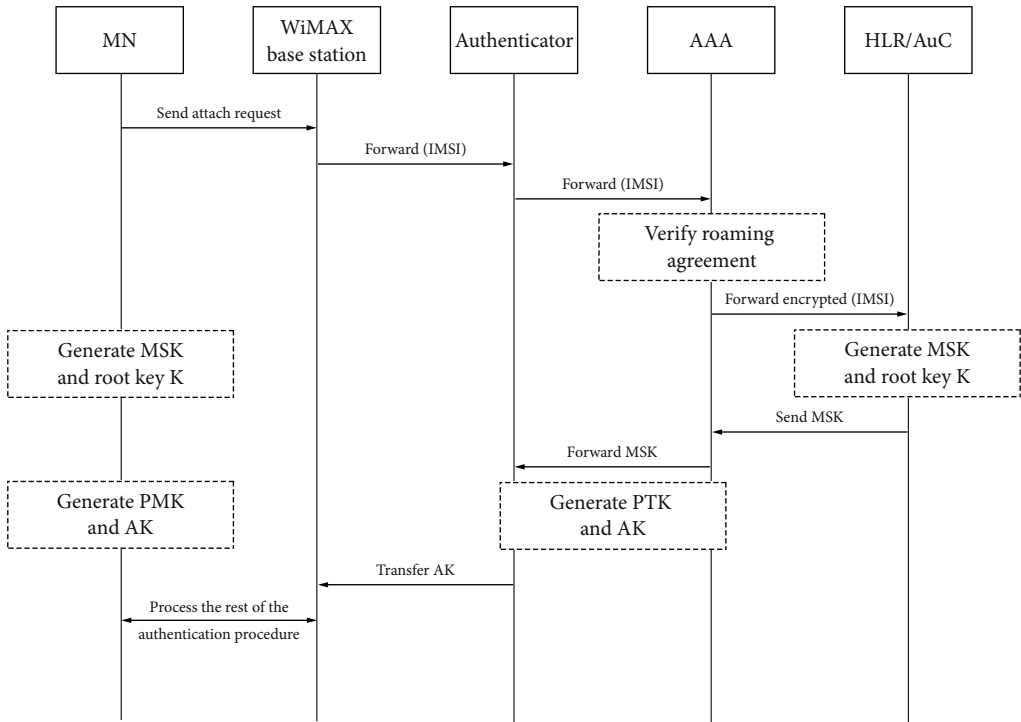 MN
WiMAX
base station
Authenticator
AAA
HLR/AuC
Send attach request
Forward (IMSI)
Forward (IMSI)
Verify roaming
agreement
Forward encrypted (IMSI)
Generate MSK
and root key K
Generate MSK
and root key K
Send MSK
Forward MSK
Generate PMK
and AK
Generate PTK
and AK
Transfer AK
Process the rest of the
authentication procedure